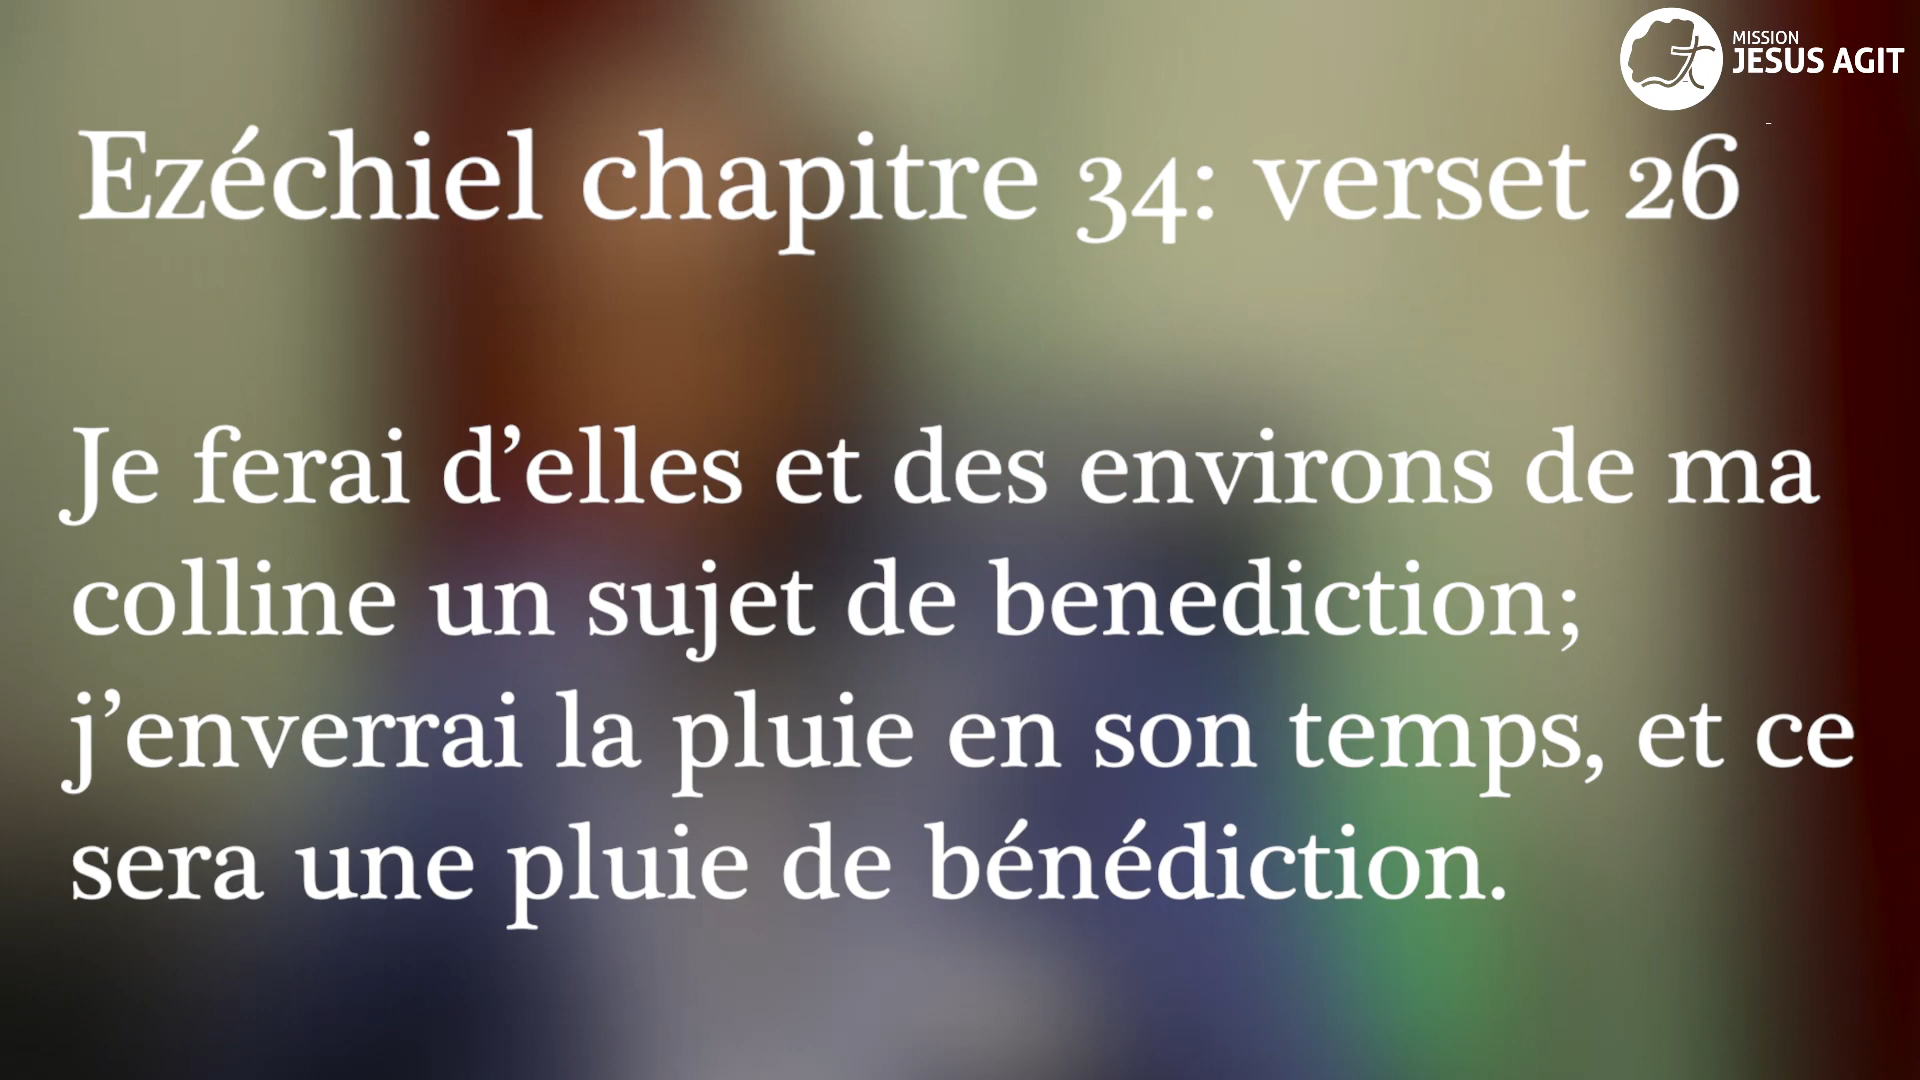 MISSION
JESUS AGIT
Ezéchiel chapitre 34: verset 26
Je ferai d’elles et des environs de ma
colline un sujet de benediction;
j’enverrai la pluie en son temps, et ce
sera une pluie de bénédiction.